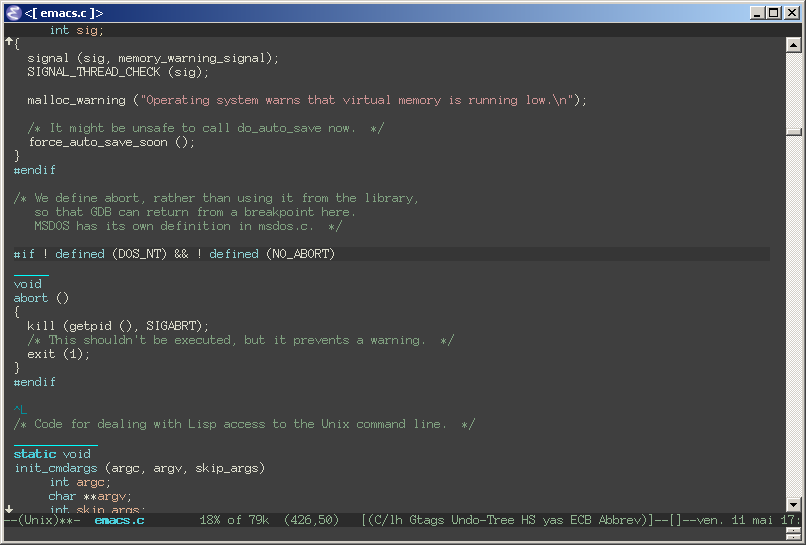 <[ emacs.c ]>
int sig;
{
signal (sig, memory_warning_signal);
SIGNAL_THREAD_CHECK (sig);
malloc_warning ("Operating system warns that virtual memory is running low.\n");
/* It might be unsafe to call do_auto_save now.  */
force_auto_save_soon ();
}
#endif
/* We define abort, rather than using it from the library,
so that GDB can return from a breakpoint here.
MSDOS has its own definition in msdos.c.  */
#if ! defined (DOS_NT) && ! defined (NO_ABORT)
void
abort ()
{
kill (getpid (), SIGABRT);
/* This shouldn't be executed, but it prevents a warning.  */
exit (1);
}
#endif
^L
/* Code for dealing with Lisp access to the Unix command line.  */
static void
init_cmdargs (argc, argv, skip_args)
int argc;
char **argv;
int skip_args;
--(Unix)**-  emacs.c        18% of 79k  (426,50)   [(C/lh Gtags Undo-Tree HS yas ECB Abbrev)]--[]--ven. 11 mai 17: